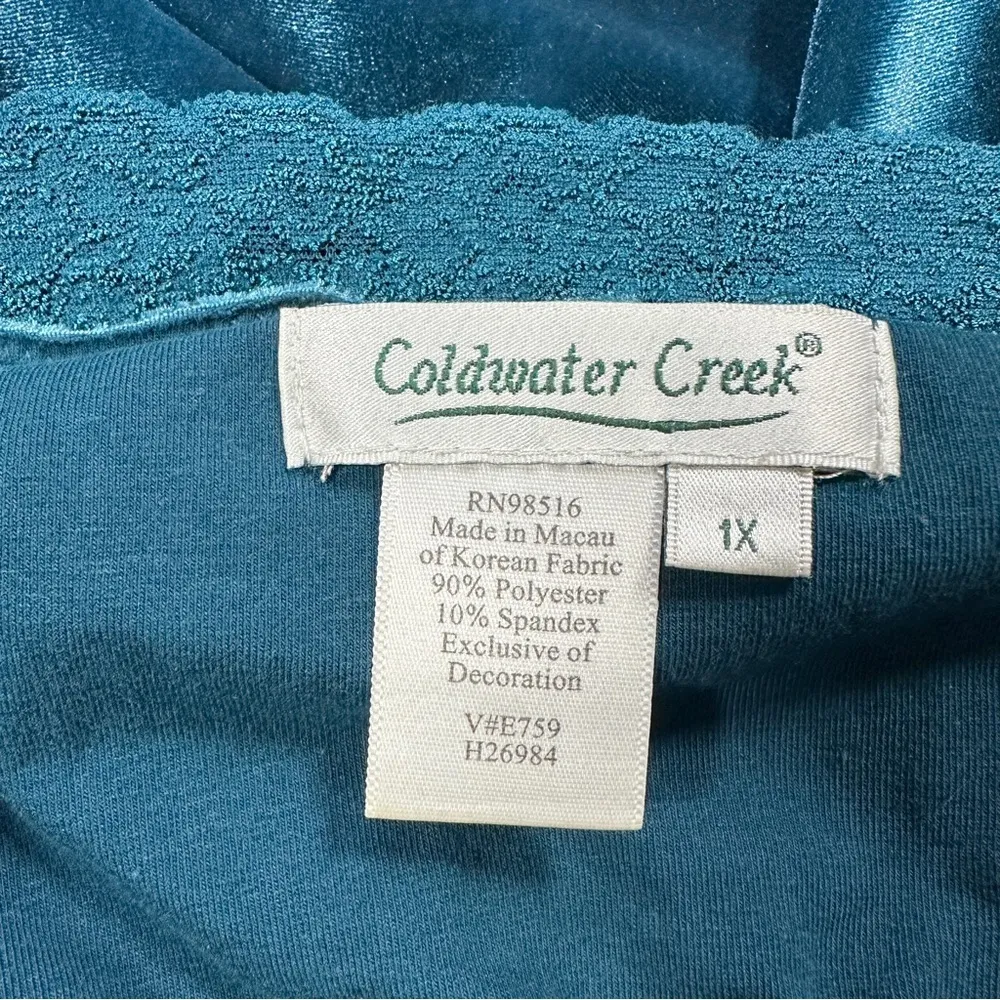 Coldwater Creek®
RN98516
Made in Macau
of Korean Fabric
90% Polyester
10% Spandex
Exclusive of
Decoration
V#E759
H26984
1X